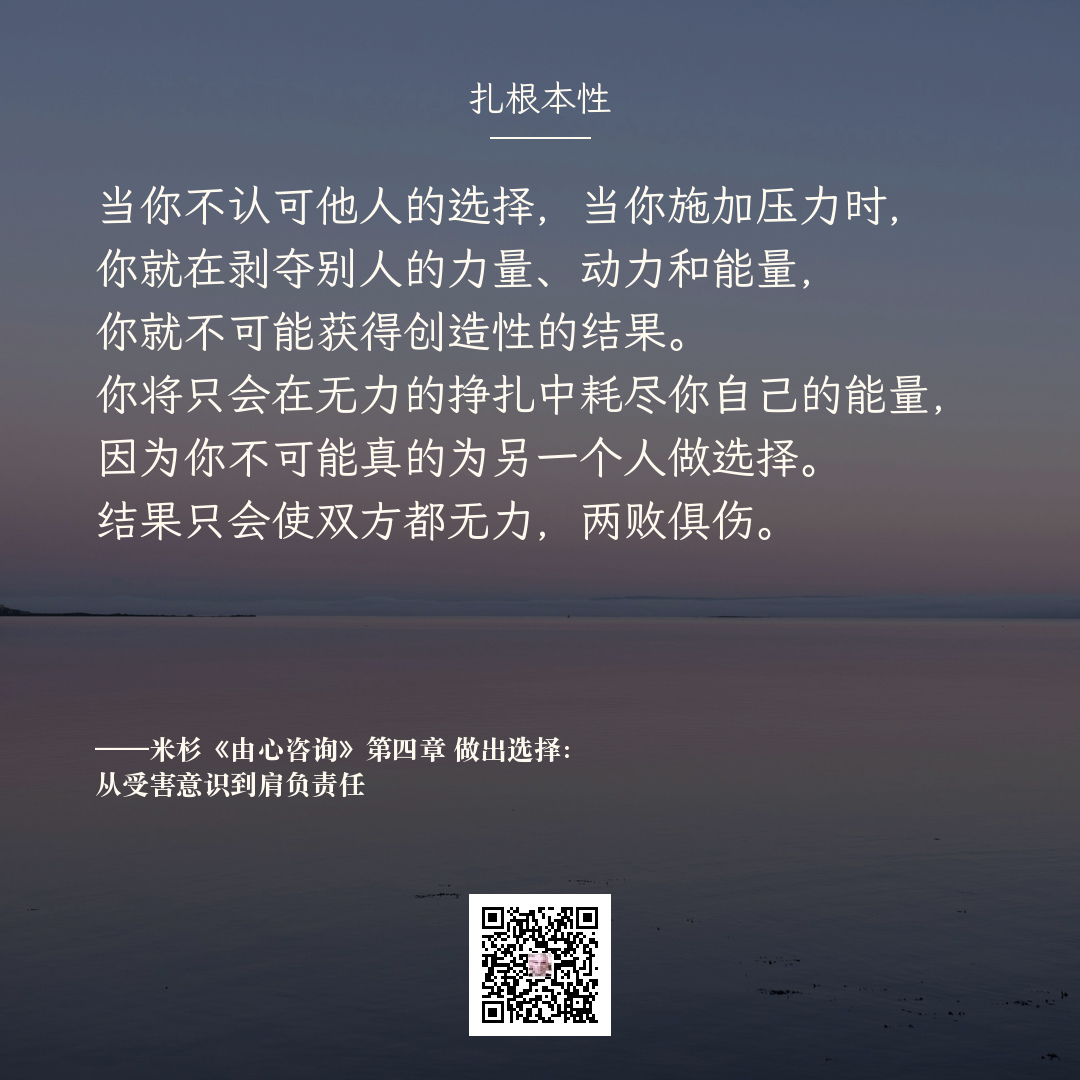 扎根本性
当你不认可他人的选择，当你施加压力时，
你就在剥夺别人的力量、动力和能量，
你就不可能获得创造性的结果。
你将只会在无力的挣扎中耗尽你自己的能量，
因为你不可能真的为另一个人做选择。
结果只会使双方都无力，两败俱伤。
——米杉《由心咨询》第四章 做出选择：
从受害意识到肩负责任